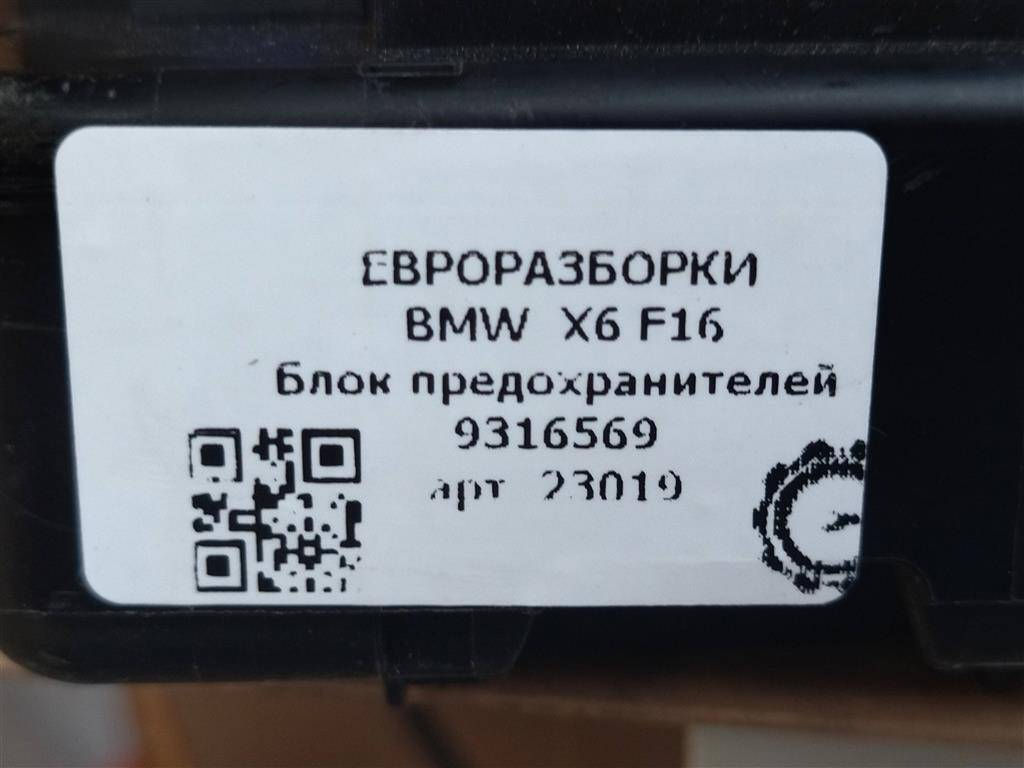 ЕВРОРАЗБОРКИ
BMW X6 F16
Блок предохранителей
9316569
арт 23019